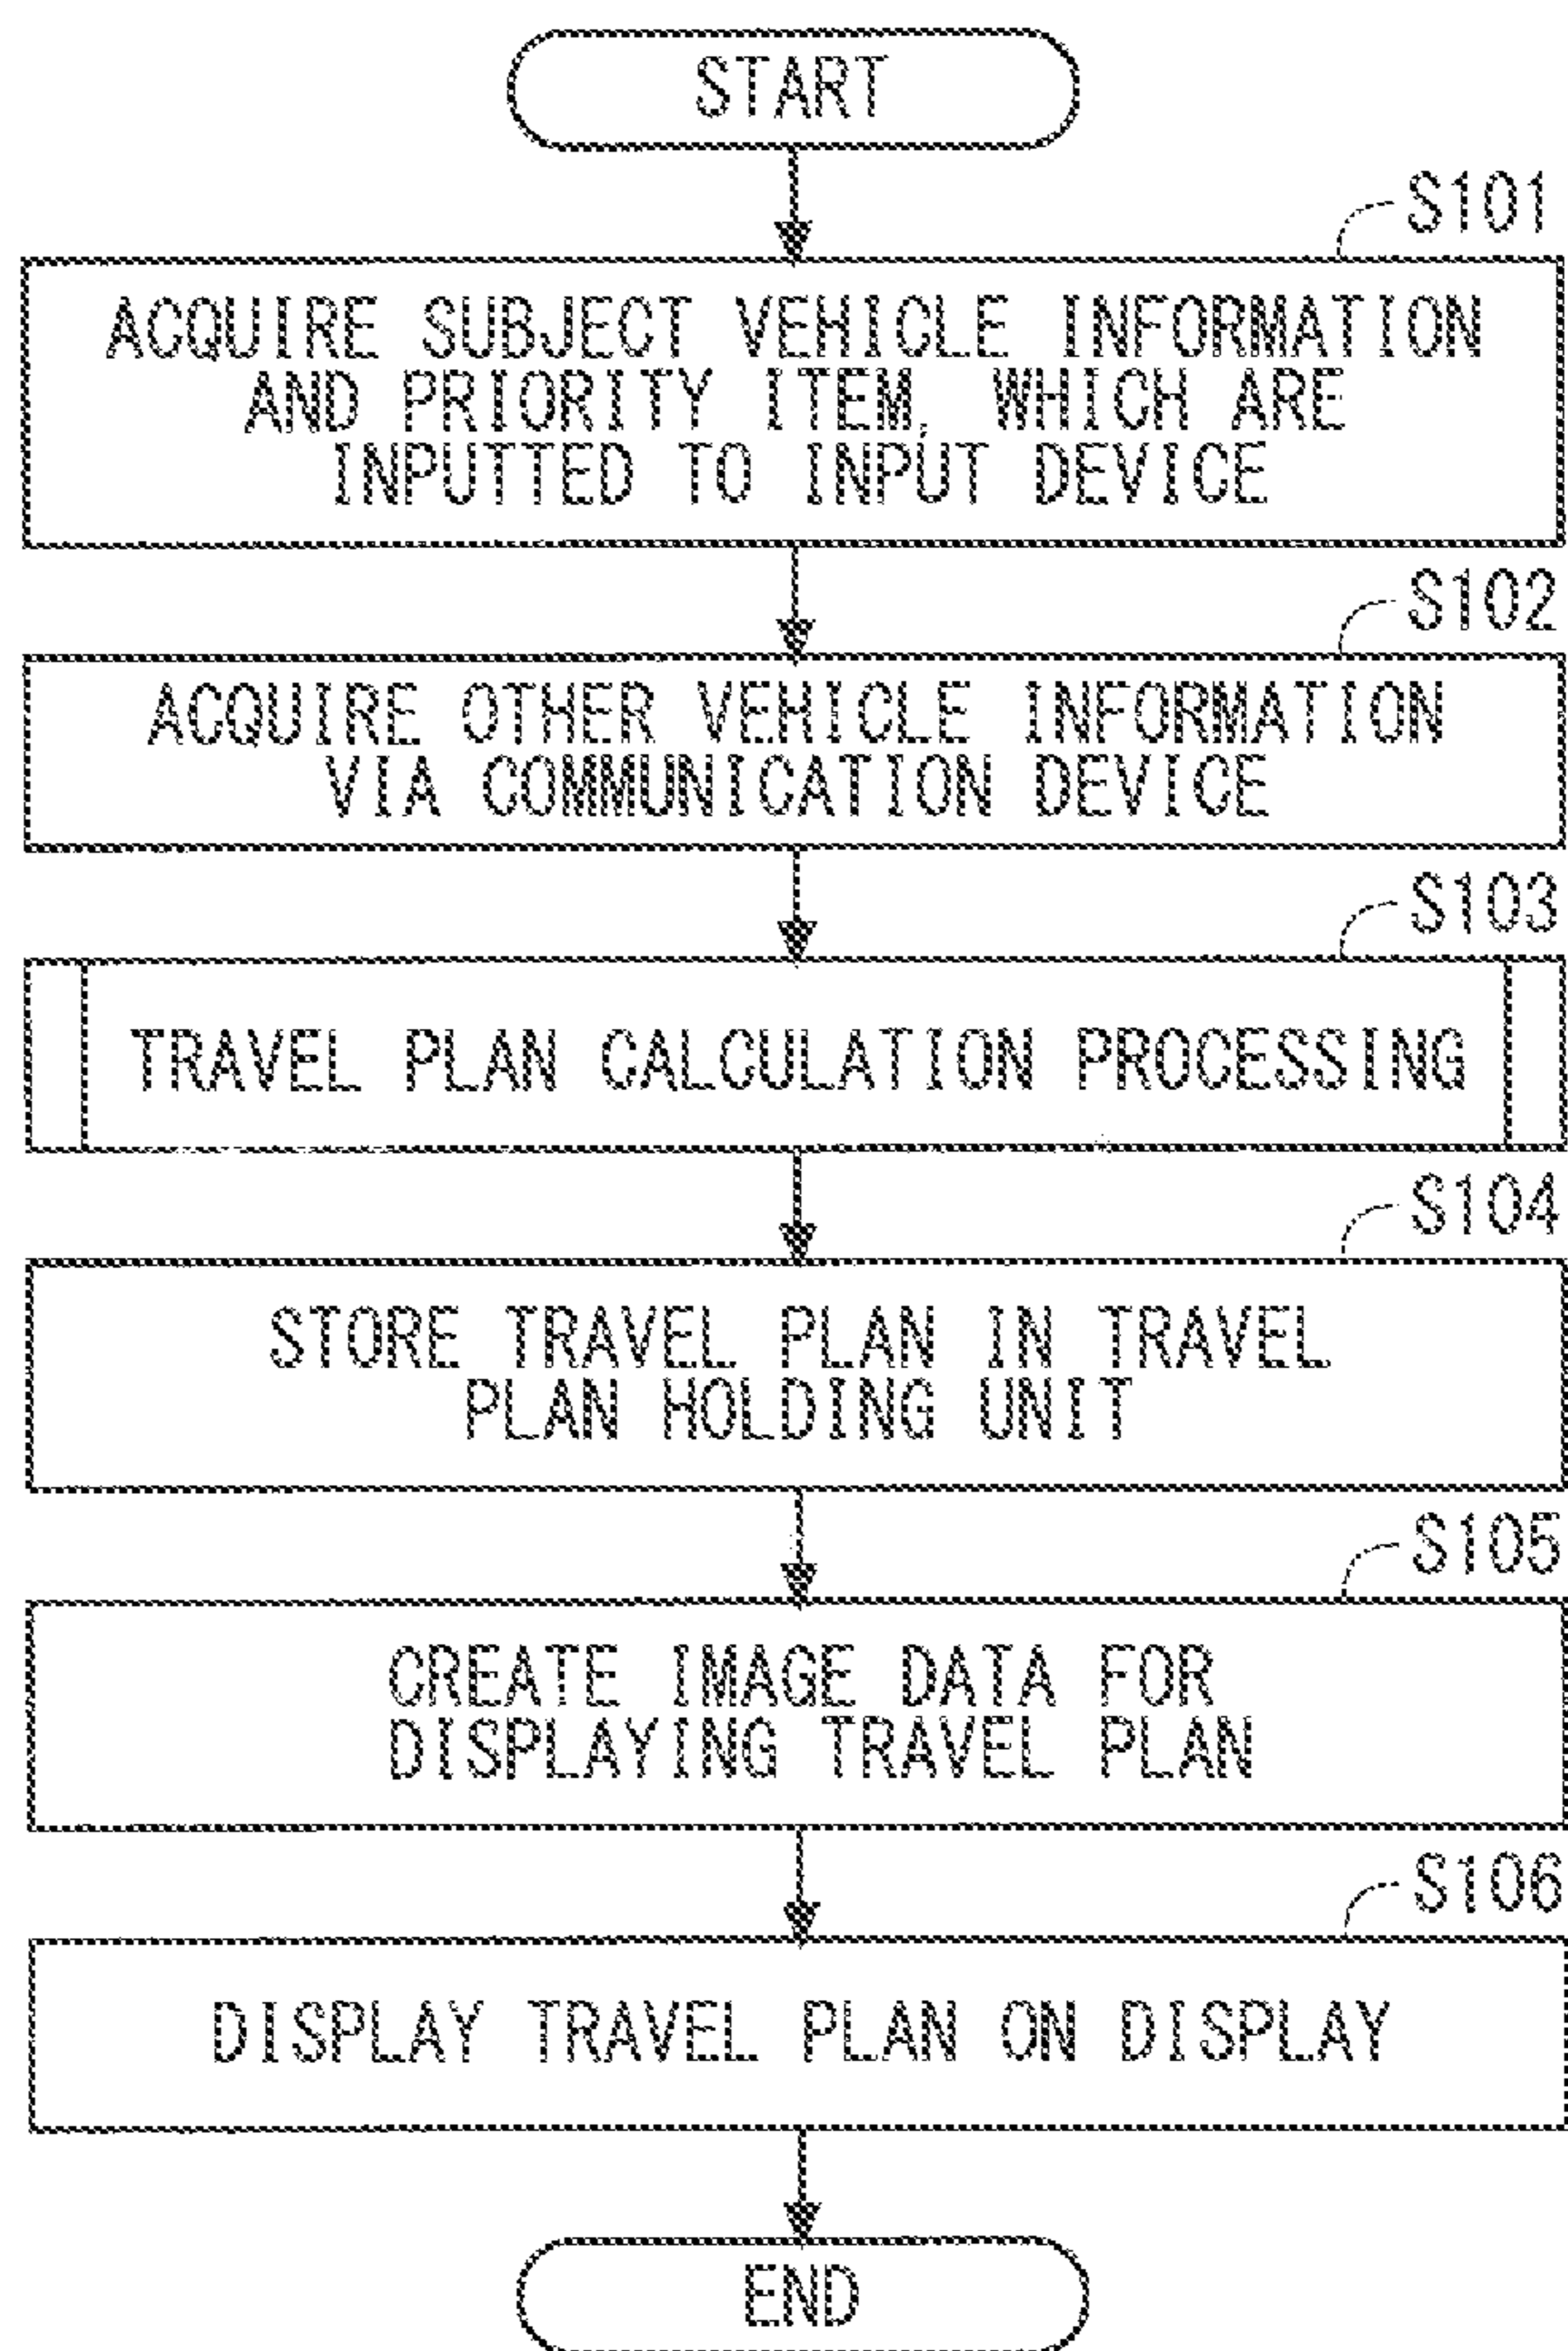 START
S101
ACQUIRE SUBJECT VEHICLE INFORMATION
AND PRIORITY ITEM, WHICH ARE
INPUTTED TO INPUT DEVICE
S102
ACQUIRE OTHER VEHICLE INFORMATION
VIA COMMUNICATION DEVICE
S103
TRAVEL PLAN CALCULATION PROCESSING
S104
STORE TRAVEL PLAN IN TRAVEL
PLAN HOLDING UNIT
S105
CREATE IMAGE DATA FOR
DISPLAYING TRAVEL PLAN
S106
DISPLAY TRAVEL PLAN ON DISPLAY
END